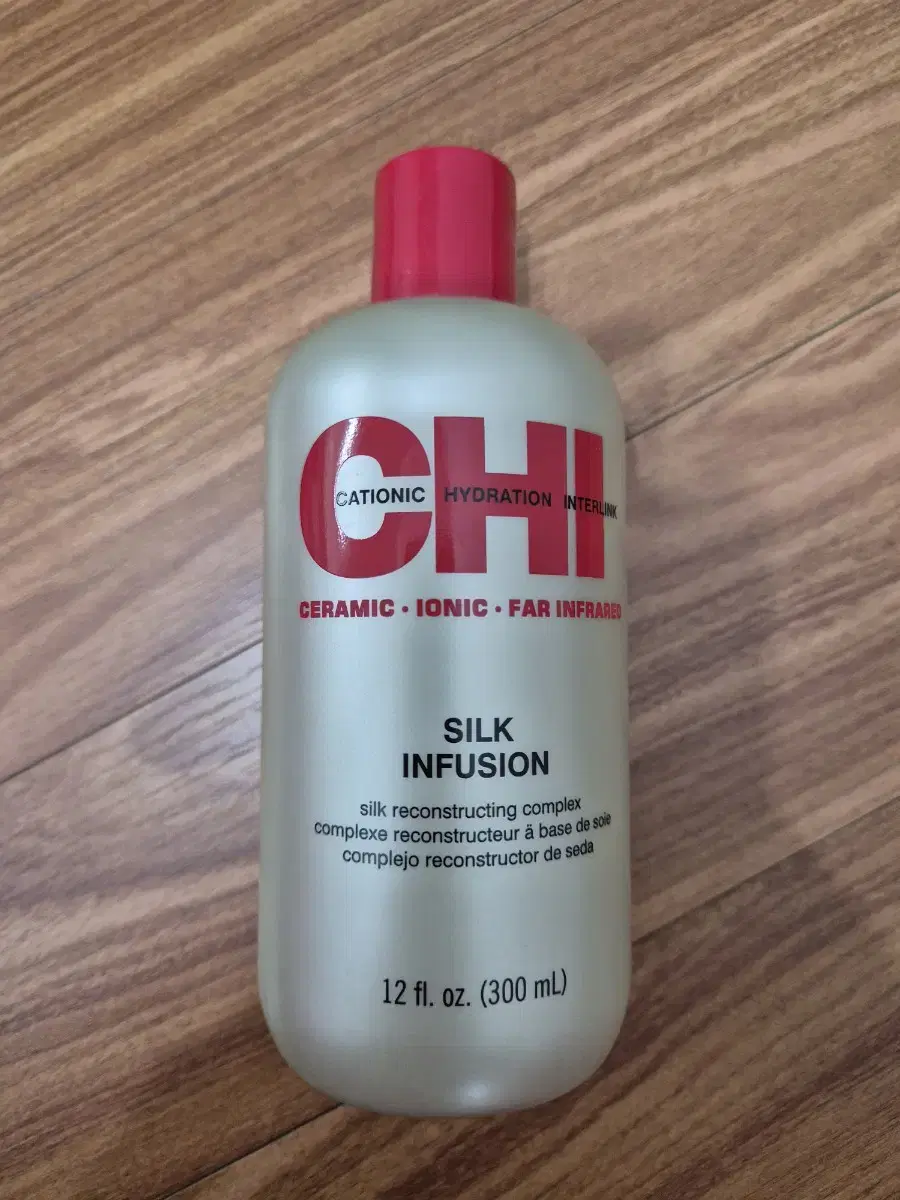 CHI
CATIONIC HYDRATION INTERLINK
CERAMIC • IONIC • FAR INFRARED
SILK
INFUSION
silk reconstructing complex
complexe reconstructeur ä base de soie
complejo reconstructor de seda
12 fl. oz. (300 mL)